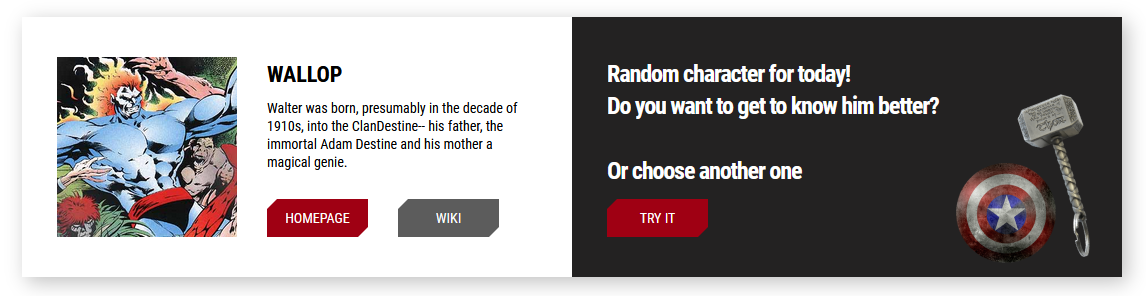 WALLOP
Walter was born, presumably in the decade of
1910s, into the ClanDestine-- his father, the
immortal Adam Destine and his mother a
magical genie.
HOMEPAGE
WIKI
Random character for today!
Do you want to get to know him better?
Or choose another one
TRY IT